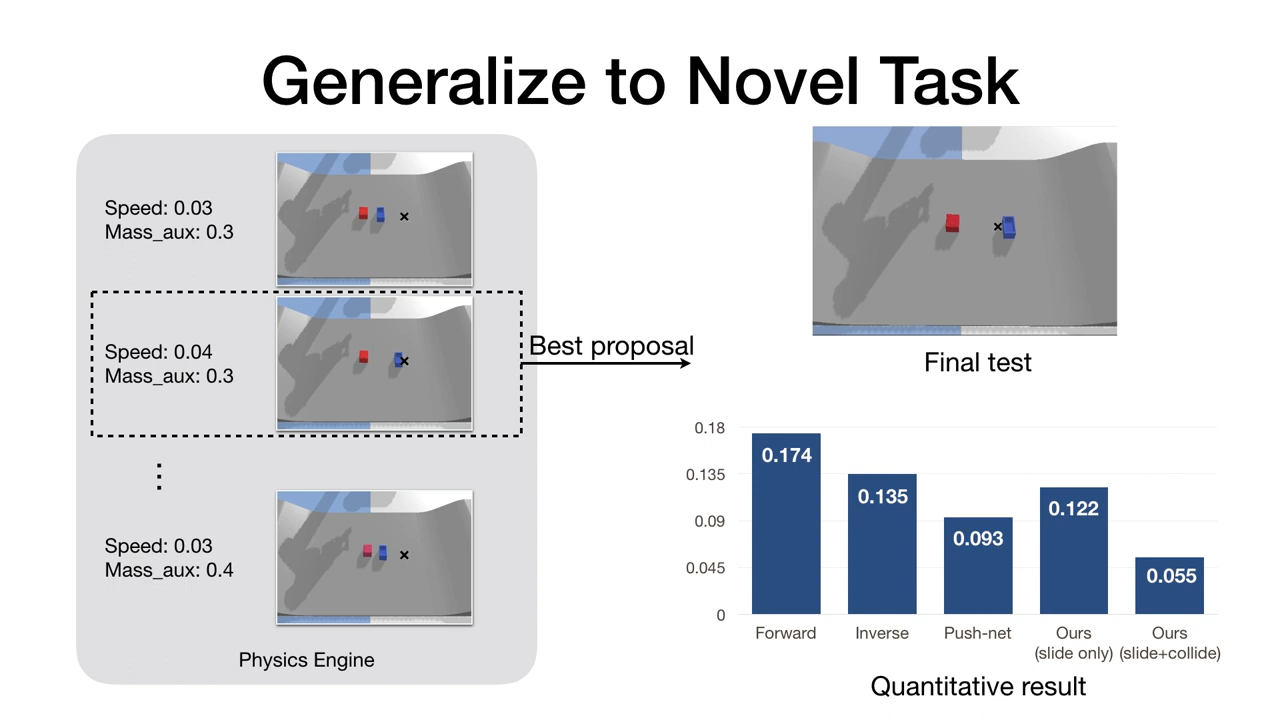 Generalize to Novel Task
Speed: 0.03
Mass_aux: 0.3
Speed: 0.04
Mass_aux: 0.3
⋮
Speed: 0.03
Mass_aux: 0.4
Physics Engine
Best proposal
Final test
0.18
0.135
0.09
0.045
0
0.174
0.135
0.093
0.122
0.055
Forward
Inverse
Push-net
Ours
(slide only)
Ours
(slide+collide)
Quantitative result